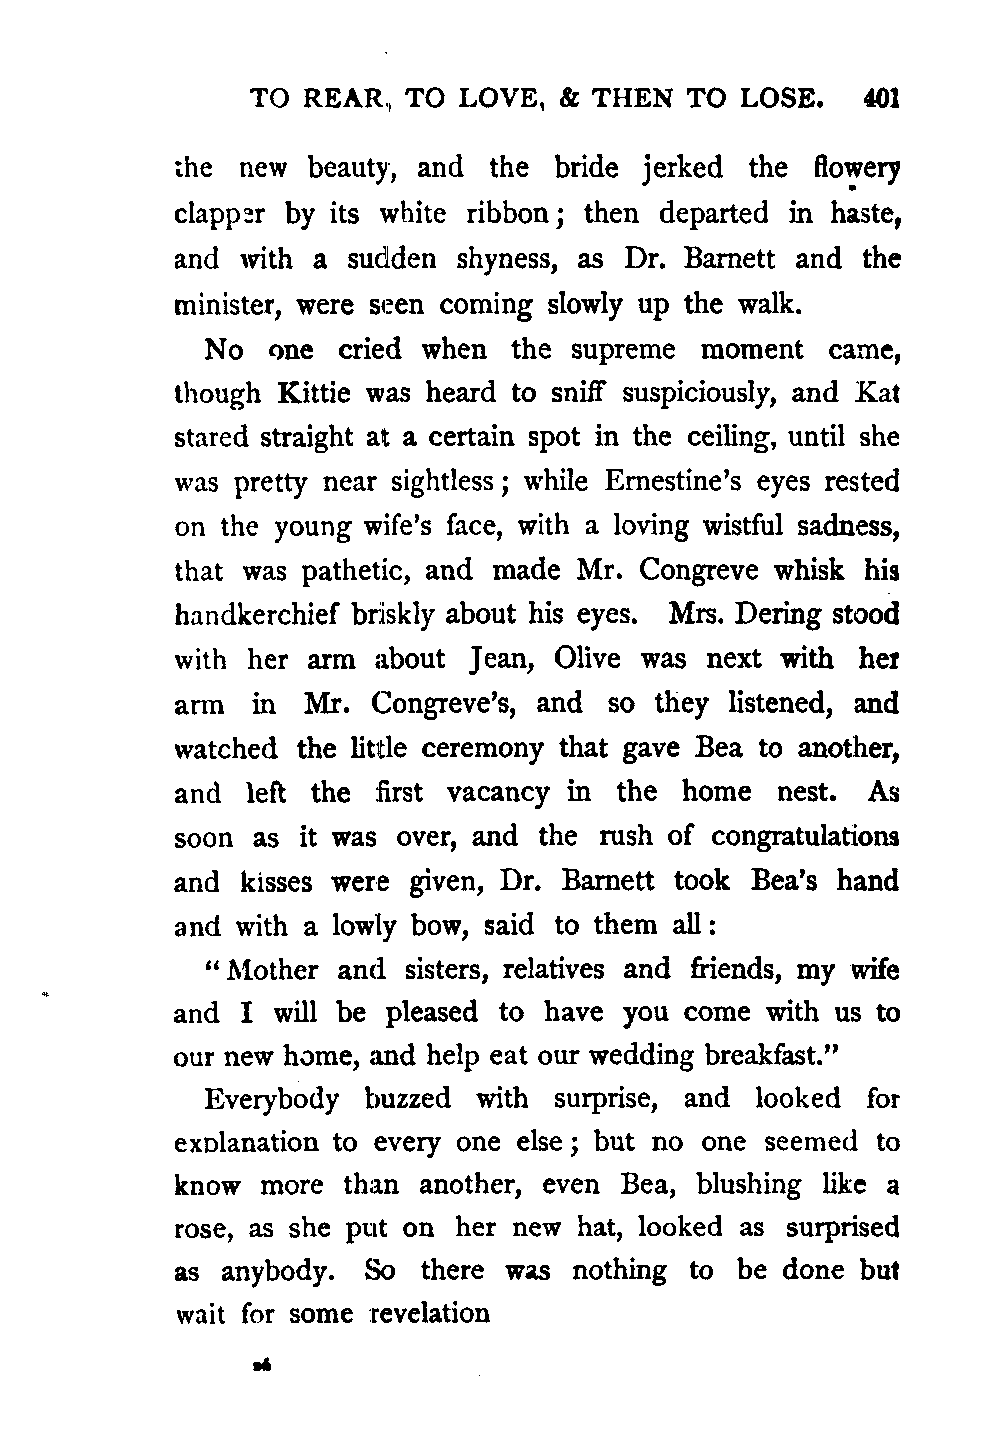 TO REAR, TO LOVE, & THEN TO LOSE. 401
the new beauty, and the bride jerked the flowery
clapper by its white ribbon; then departed in haste,
and with a sudden shyness, as Dr. Barnett and the
minister, were seen coming slowly up the walk.
No one cried when the supreme moment came,
though Kittie was heard to sniff suspiciously, and Kat
stared straight at a certain spot in the ceiling, until she
was pretty near sightless; while Ernestine's eyes rested
on the young wife's face, with a loving wistful sadness,
that was pathetic, and made Mr. Congreve whisk his
handkerchief briskly about his eyes. Mrs. Dering stood
with her arm about Jean, Olive was next with her
arm in Mr. Congreve's, and so they listened, and
watched the little ceremony that gave Bea to another,
and left the first vacancy in the home nest. As
soon as it was over, and the rush of congratulations
and kisses were given, Dr. Barnett took Bea's hand
and with a lowly bow, said to them all:
"Mother and sisters, relatives and friends, my wife
and I will be pleased to have you come with us to
our new home, and help eat our wedding breakfast."
Everybody buzzed with surprise, and looked for
explanation to every one else; but no one seemed to
know more than another, even Bea, blushing like a
rose, as she put on her new hat, looked as surprised
as anybody. So there was nothing to be done but
wait for some revelation